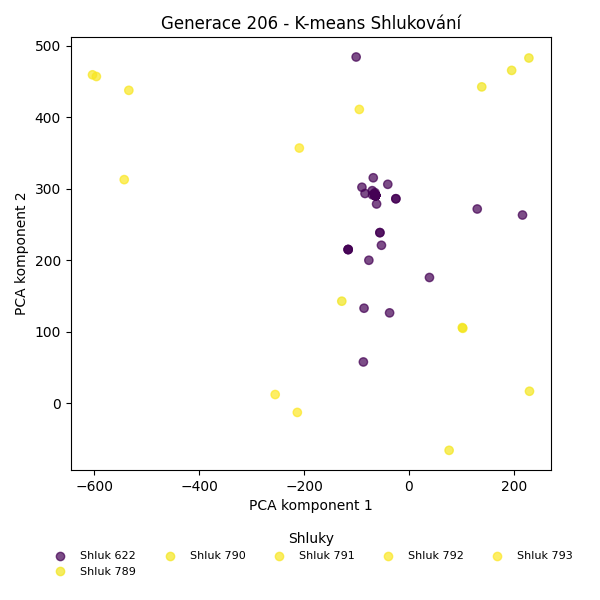 Generace 206 - K-means Shlukování
500
400
300
200
100
0
PCA komponent 2
−600 −400 −200 0 200
PCA komponent 1
Shluky
Shluk 622 Shluk 790 Shluk 791 Shluk 792 Shluk 793
Shluk 789